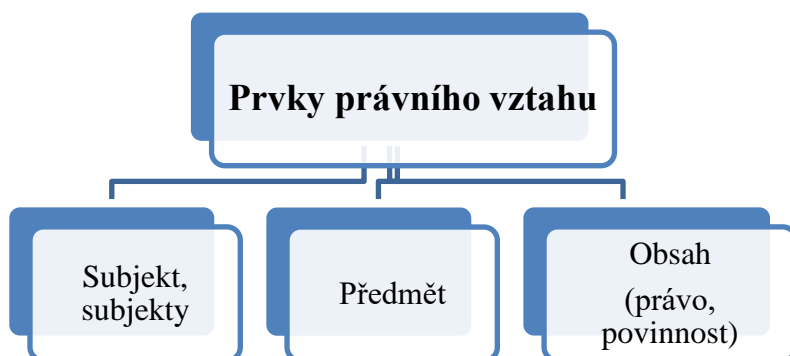 Prvky právního vztahu
Subjekt,
subjekty
Předmět
Obsah
(právo,
povinnost)